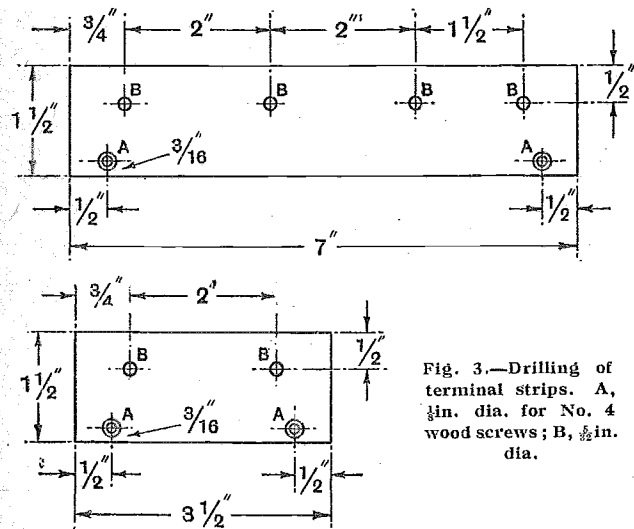 3/4" 2" 2" 1 1/2"
B B B B
1/2"
1 1/2"
A 3/16" A
1/2" 1/2"
7"
3/4" 2"
B B
1/2"
1 1/2"
A 3/16" A
1/2" 1/2"
3 1/2"
Fig. 3.—Drilling of
terminal strips. A,
1/8in. dia. for No. 4
wood screws; B, 5/32in.
dia.